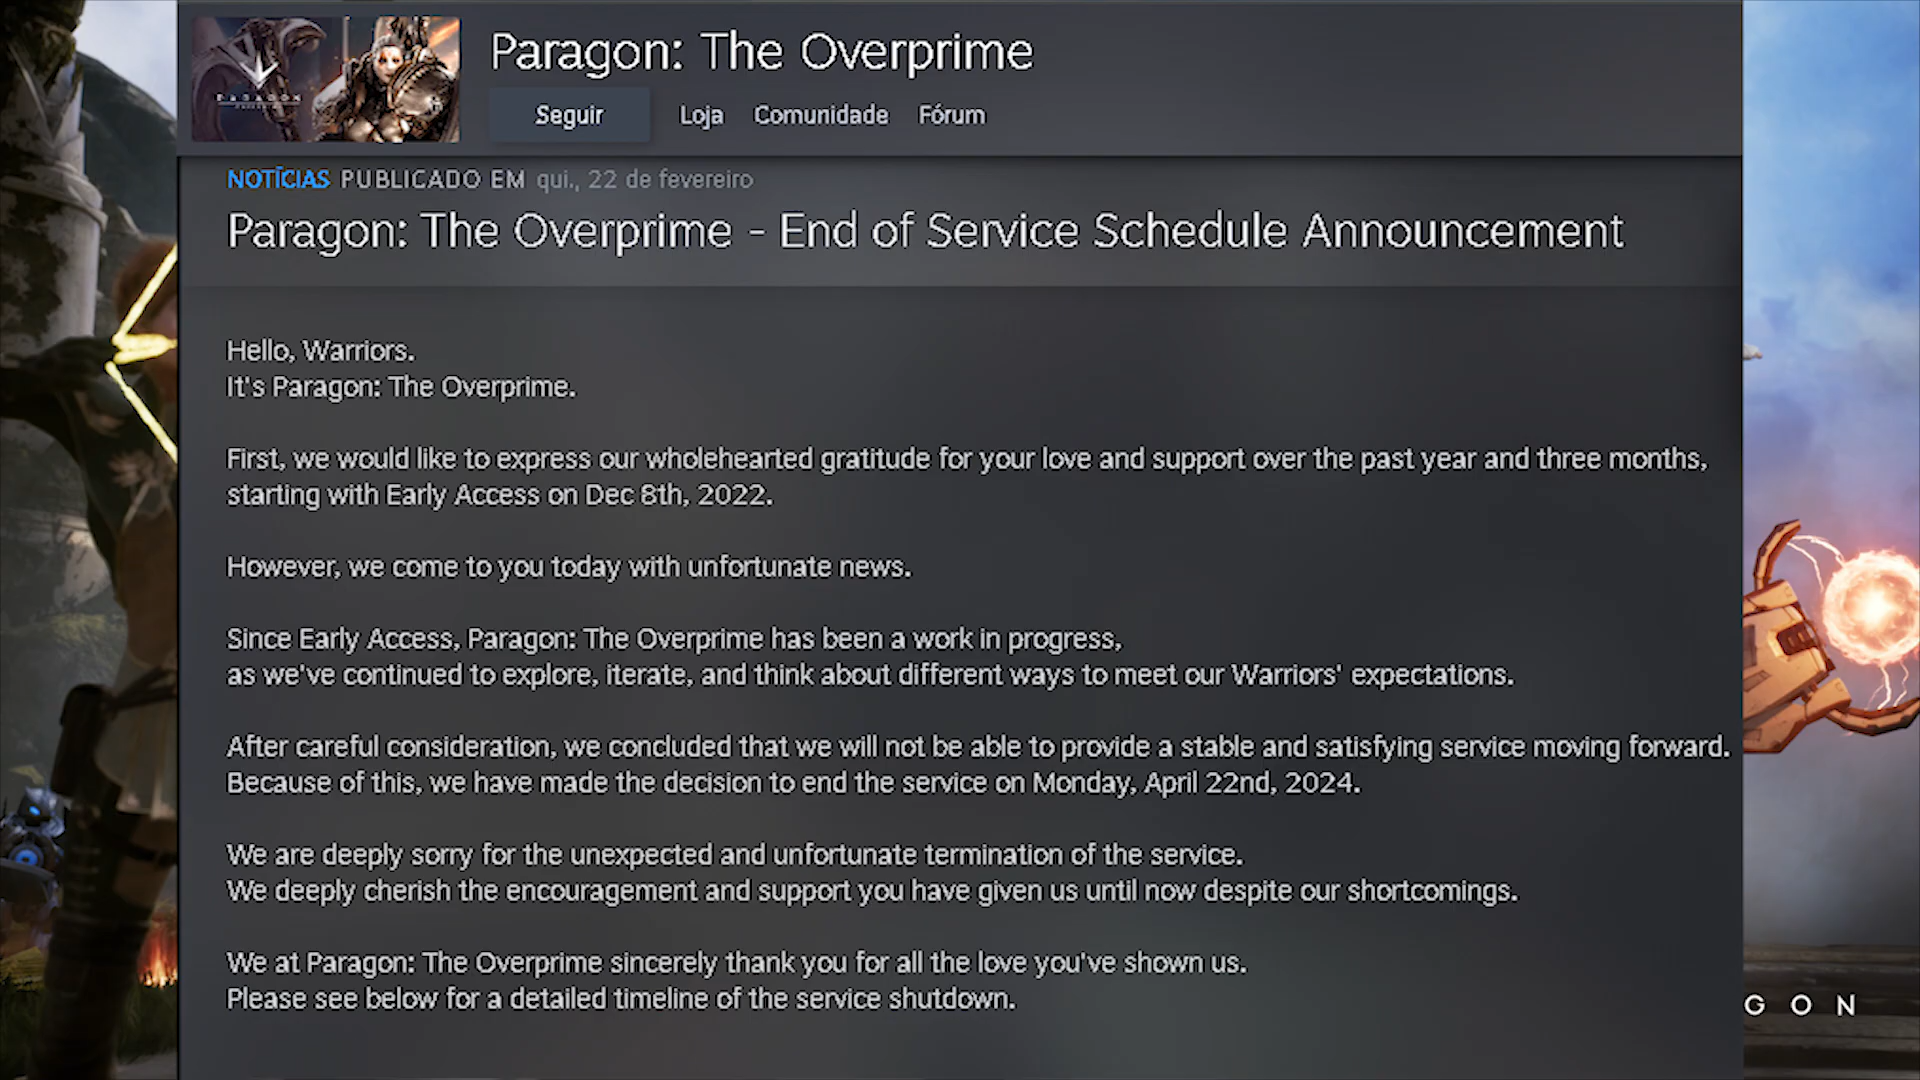 PARAGON
Paragon: The Overprime
Seguir
Loja
Comunidade
Fórum
NOTÍCIAS PUBLICADO EM qui., 22 de fevereiro
Paragon: The Overprime - End of Service Schedule Announcement
Hello, Warriors.
It's Paragon: The Overprime.
First, we would like to express our wholehearted gratitude for your love and support over the past year and three months,
starting with Early Access on Dec 8th, 2022.
However, we come to you today with unfortunate news.
Since Early Access, Paragon: The Overprime has been a work in progress,
as we've continued to explore, iterate, and think about different ways to meet our Warriors' expectations.
After careful consideration, we concluded that we will not be able to provide a stable and satisfying service moving forward.
Because of this, we have made the decision to end the service on Monday, April 22nd, 2024.
We are deeply sorry for the unexpected and unfortunate termination of the service.
We deeply cherish the encouragement and support you have given us until now despite our shortcomings.
We at Paragon: The Overprime sincerely thank you for all the love you've shown us.
Please see below for a detailed timeline of the service shutdown.
GON